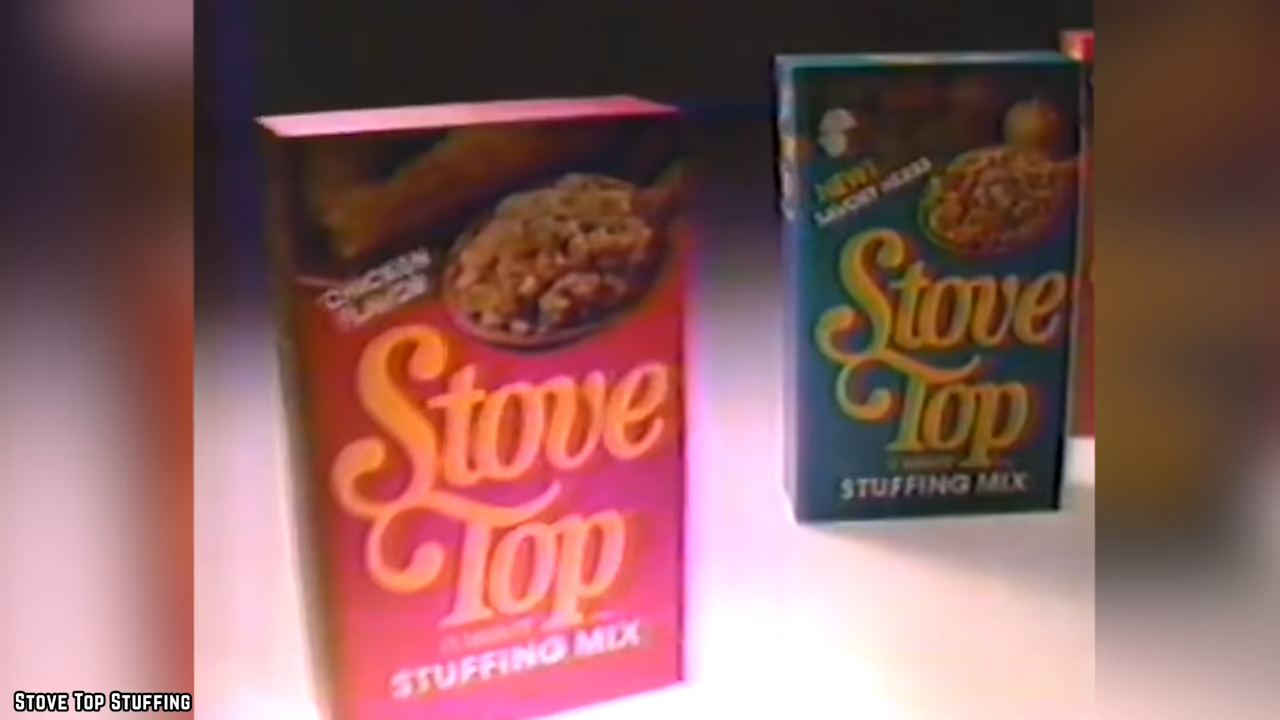 CHICKEN
FLAVOR
Stove
Top
STUFFING MIX
NEW!
SAVORY HERBS
Stove
Top
STUFFING MIX
STOVE TOP STUFFING